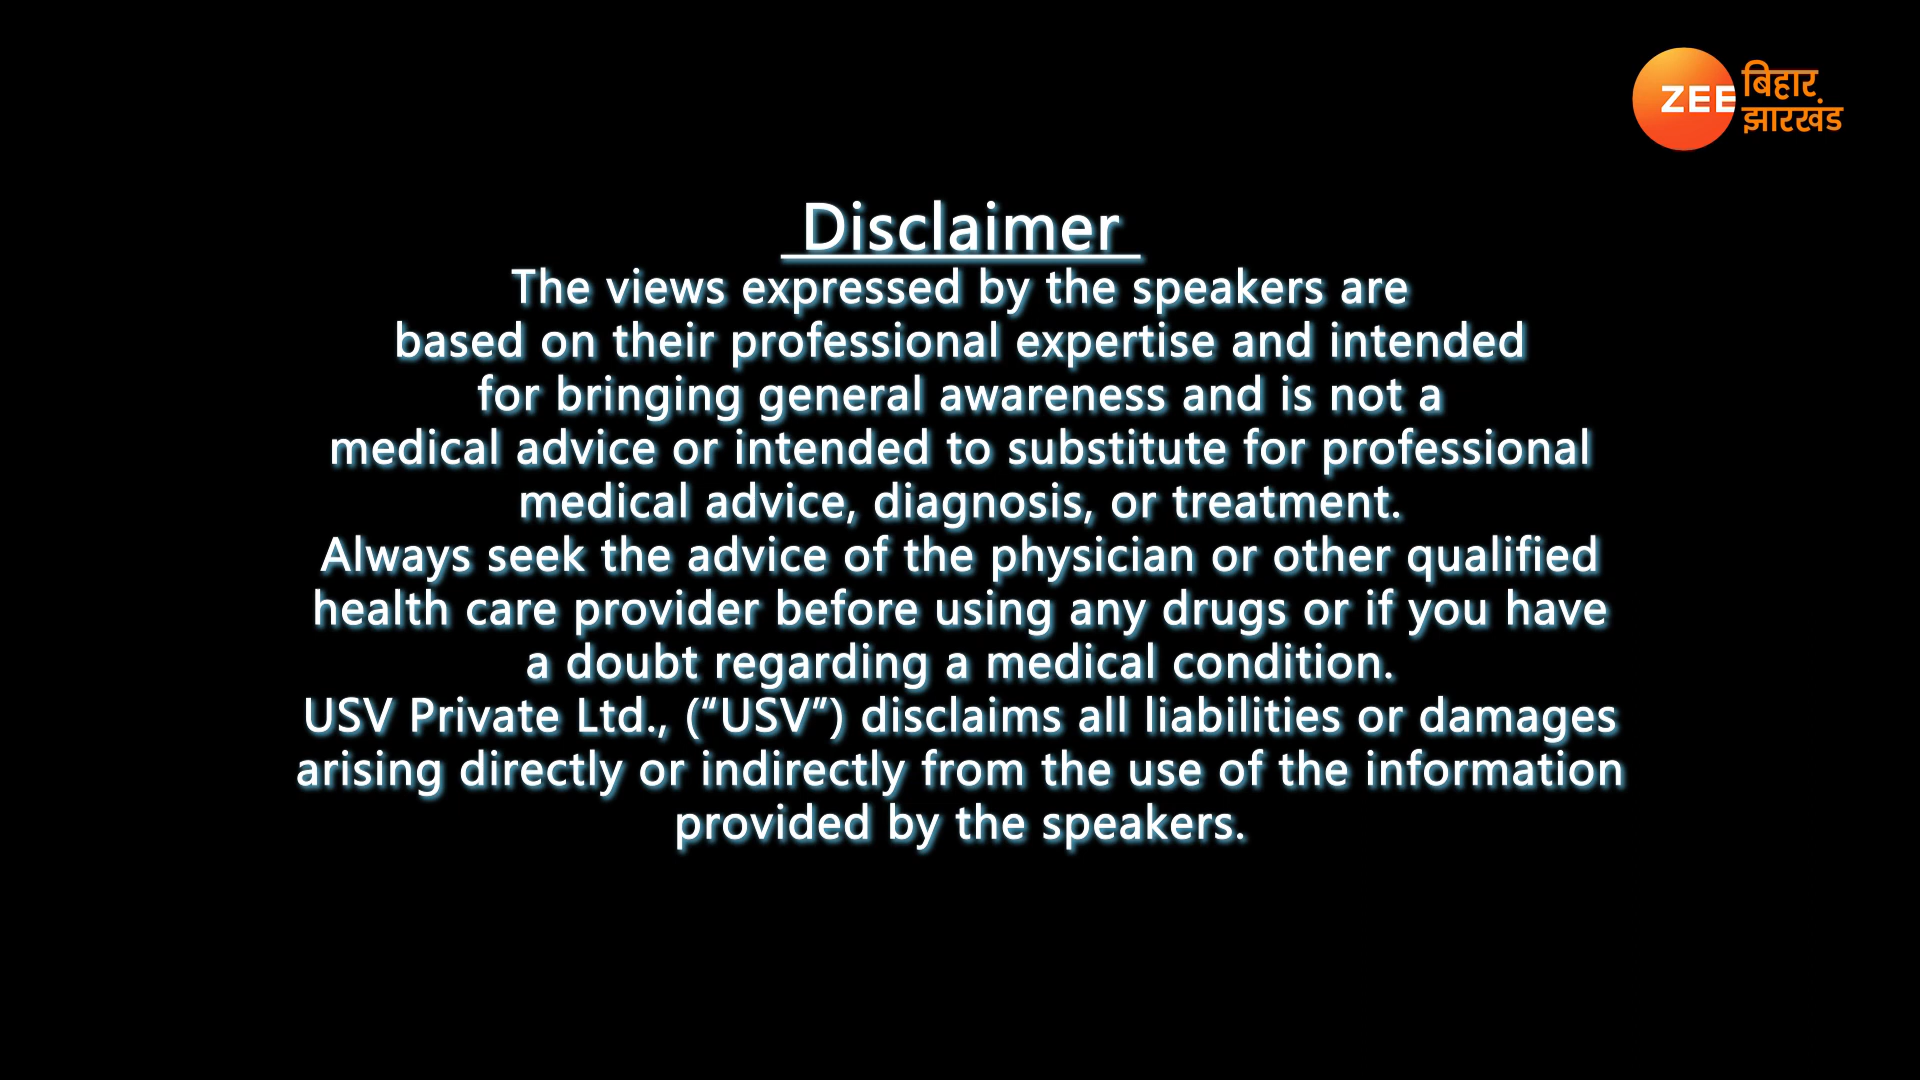 ZEE
बिहार
झारखंड
Disclaimer
The views expressed by the speakers are
based on their professional expertise and intended
for bringing general awareness and is not a
medical advice or intended to substitute for professional
medical advice, diagnosis, or treatment.
Always seek the advice of the physician or other qualified
health care provider before using any drugs or if you have
a doubt regarding a medical condition.
USV Private Ltd., (“USV”) disclaims all liabilities or damages
arising directly or indirectly from the use of the information
provided by the speakers.